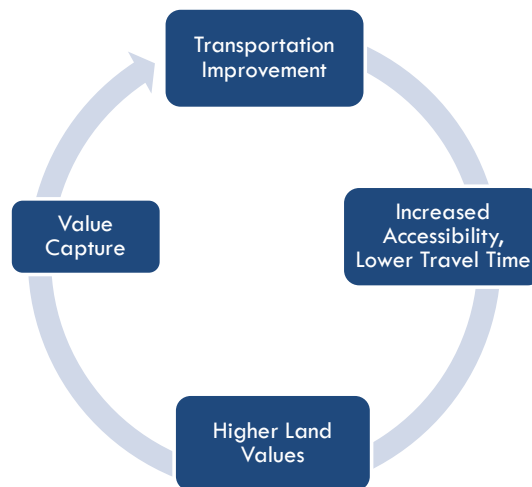 Transportation
Improvement
Increased
Accessibility,
Lower Travel Time
Higher Land
Values
Value
Capture